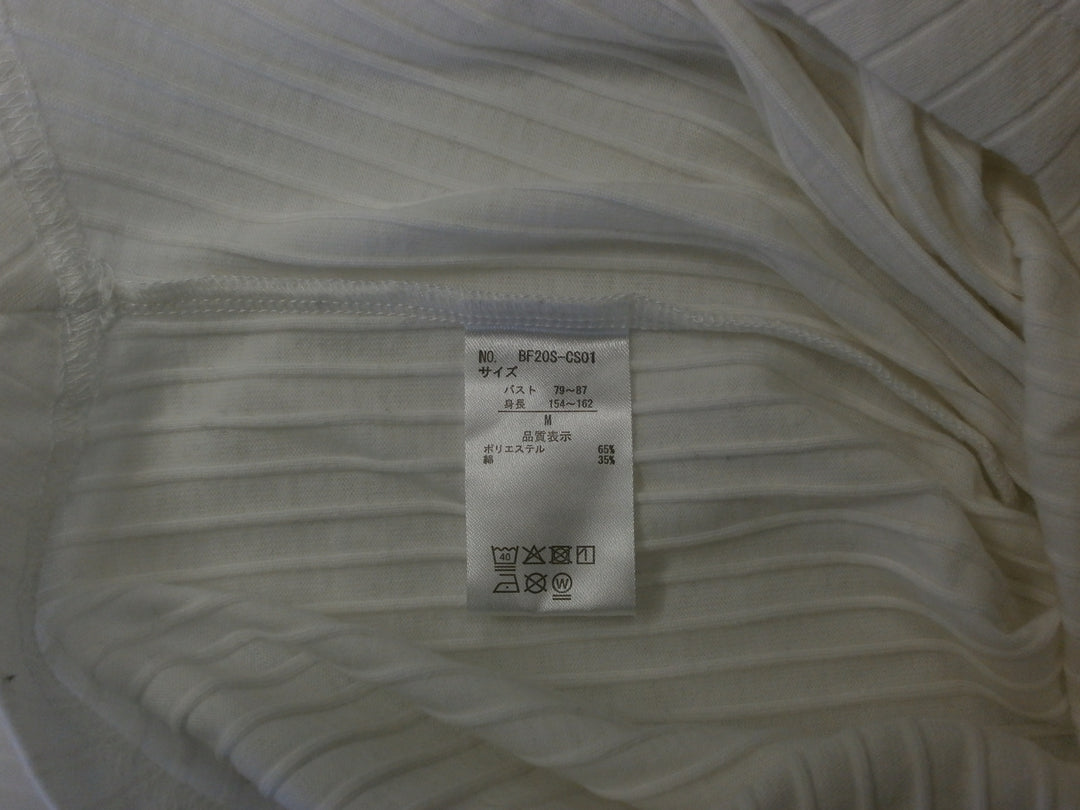 NO. BF20S-CS01
サイズ
バスト 79〜87
身長 154〜162
M
品質表示
ポリエステル 65%
綿 35%
40
W